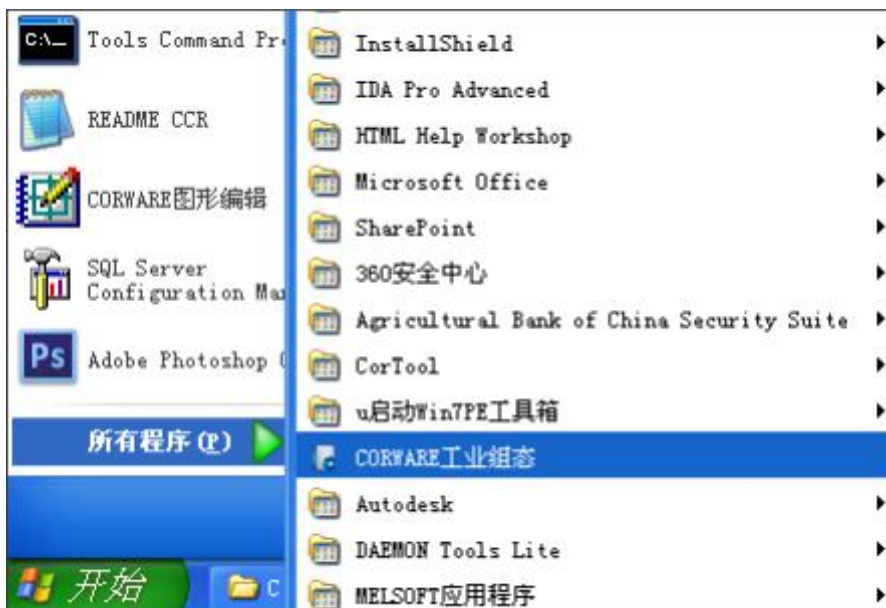 C:\_
Tools Command Pr
README CCR
CORWARE图形编辑
SQL Server
Configuration Ma
Ps
Adobe Photoshop
所有程序(P)
开始
C
InstallShield
IDA Pro Advanced
HTML Help Workshop
Microsoft Office
SharePoint
360安全中心
Agricultural Bank of China Security Suite
CorTool
u启动Win7PE工具箱
CORWARE工业组态
Autodesk
DAEMON Tools Lite
MELSOFT应用程序